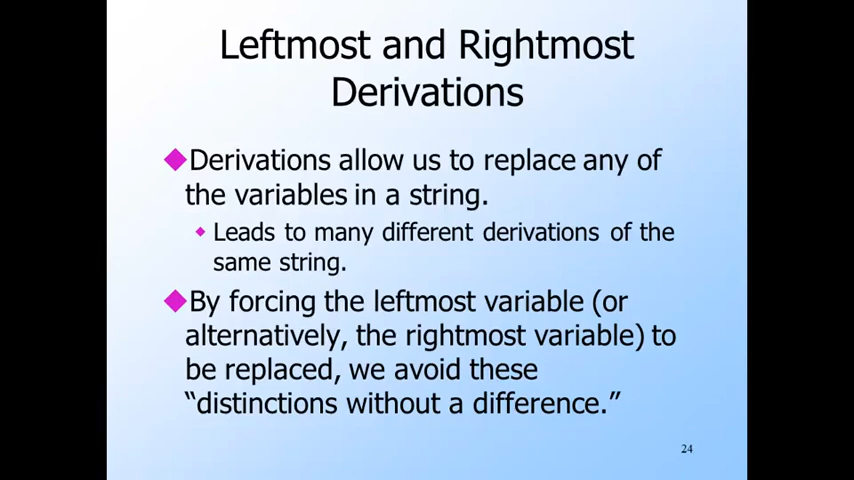 Leftmost and Rightmost
Derivations
Derivations allow us to replace any of
the variables in a string.
Leads to many different derivations of the
same string.
By forcing the leftmost variable (or
alternatively, the rightmost variable) to
be replaced, we avoid these
“distinctions without a difference.”
24